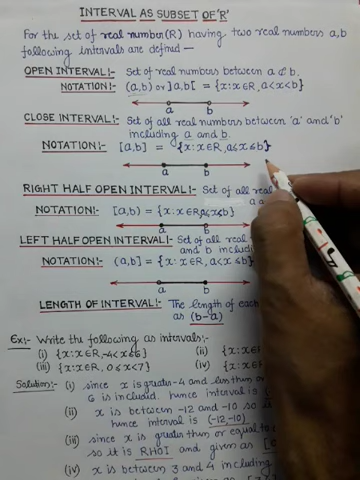 INTERVAL AS SUBSET OF 'R'
For the set of real number (R) having two real numbers a,b
following intervals are defined —
OPEN INTERVAL:- Set of real numbers between a & b.
NOTATION:- (a,b) or ]a,b[ = {x: x∈R, a<x<b}
a b
CLOSE INTERVAL:- Set of all real numbers between 'a' and 'b'
including a and b.
NOTATION:- [a,b] = {x: x∈R, a≤x≤b}
a b
RIGHT HALF OPEN INTERVAL:- Set of all real
NOTATION:- [a,b) = {x: x∈R, a≤x≤b}
a b
LEFT HALF OPEN INTERVAL:- Set of all real
and b included
NOTATION:- (a,b] = {x: x∈R, a<x≤b}
a b
LENGTH OF INTERVAL:- The length of each
as (b-a)
Ex:- Write the following as intervals:
(i) {x: x∈R, -4<x≤6} (ii) {x: x∈R
(iii) {x: x∈R, 0≤x<7} (iv) {x: x∈R
Solution:- (i) since x is greater -4 and less than or
6 is included. hence interval is
(ii) x is between -12 and -10 so it
hence interval is (-12,-10)
(iii) since x is greater than or equal to
so it is RHOI and given as [0
(iv) x is between 3 and 4 including